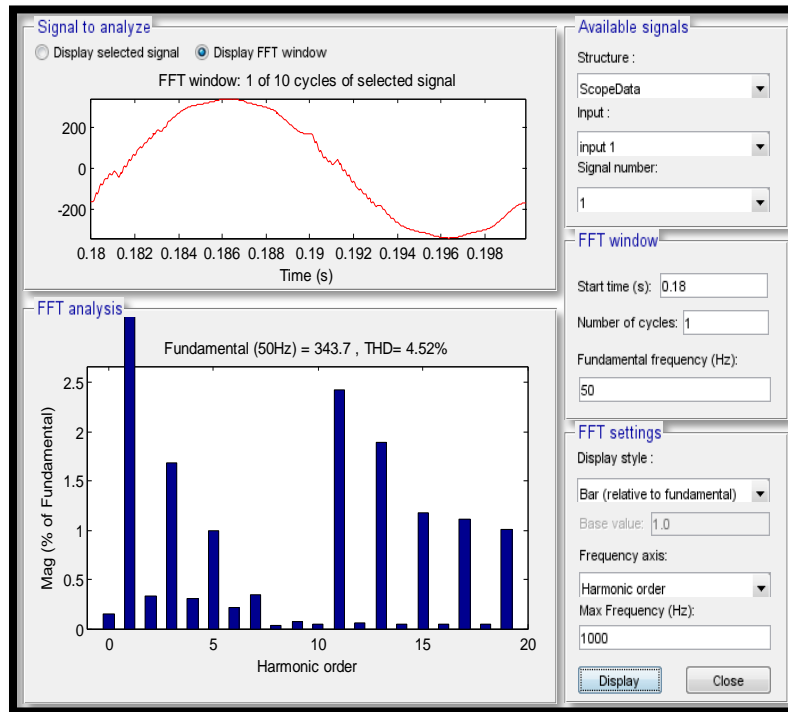 Signal to analyze
Display selected signal Display FFT window
FFT window: 1 of 10 cycles of selected signal
200
0
-200
0.18 0.182 0.184 0.186 0.188 0.19 0.192 0.194 0.196 0.198
Time (s)
FFT analysis
Fundamental (50Hz) = 343.7 , THD= 4.52%
Mag (% of Fundamental)
2.5
2
1.5
1
0.5
0
0 5 10 15 20
Harmonic order
Available signals
Structure :
ScopeData
Input :
input 1
Signal number:
1
FFT window
Start time (s): 0.18
Number of cycles: 1
Fundamental frequency (Hz):
50
FFT settings
Display style :
Bar (relative to fundamental)
Base value: 1.0
Frequency axis:
Harmonic order
Max Frequency (Hz):
1000
Display Close